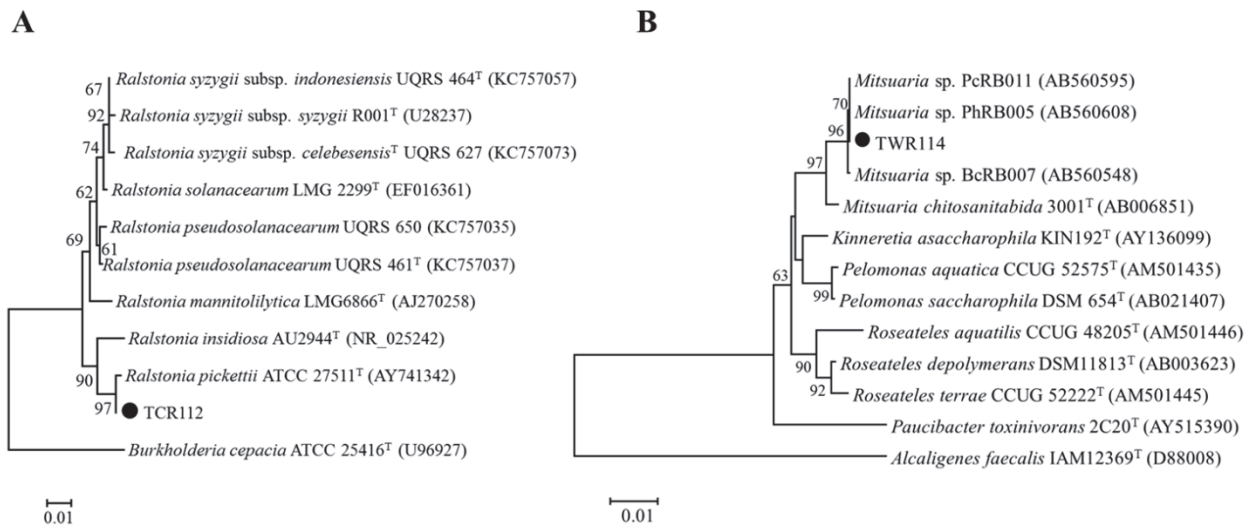 A
67
Ralstonia syzygii subsp. indonesiensis UQRS 464ᵀ (KC757057)
92
Ralstonia syzygii subsp. syzygii R001ᵀ (U28237)
74
Ralstonia syzygii subsp. celebesensisᵀ UQRS 627 (KC757073)
62
Ralstonia solanacearum LMG 2299ᵀ (EF016361)
69
Ralstonia pseudosolanacearum UQRS 650 (KC757035)
61
Ralstonia pseudosolanacearum UQRS 461ᵀ (KC757037)
Ralstonia mannitolilytica LMG6866ᵀ (AJ270258)
Ralstonia insidiosa AU2944ᵀ (NR_025242)
90
Ralstonia pickettii ATCC 27511ᵀ (AY741342)
97
TCR112
Burkholderia cepacia ATCC 25416ᵀ (U96927)
0.01
B
Mitsuaria sp. PcRB011 (AB560595)
70
Mitsuaria sp. PhRB005 (AB560608)
96
TWR114
97
Mitsuaria sp. BcRB007 (AB560548)
Mitsuaria chitosanitabida 3001ᵀ (AB006851)
Kinneretia asaccharophila KIN192ᵀ (AY136099)
63
Pelomonas aquatica CCUG 52575ᵀ (AM501435)
99
Pelomonas saccharophila DSM 654ᵀ (AB021407)
Roseateles aquatilis CCUG 48205ᵀ (AM501446)
90
Roseateles depolymerans DSM11813ᵀ (AB003623)
92
Roseateles terrae CCUG 52222ᵀ (AM501445)
Paucibacter toxinivorans 2C20ᵀ (AY515390)
Alcaligenes faecalis IAM12369ᵀ (D88008)
0.01